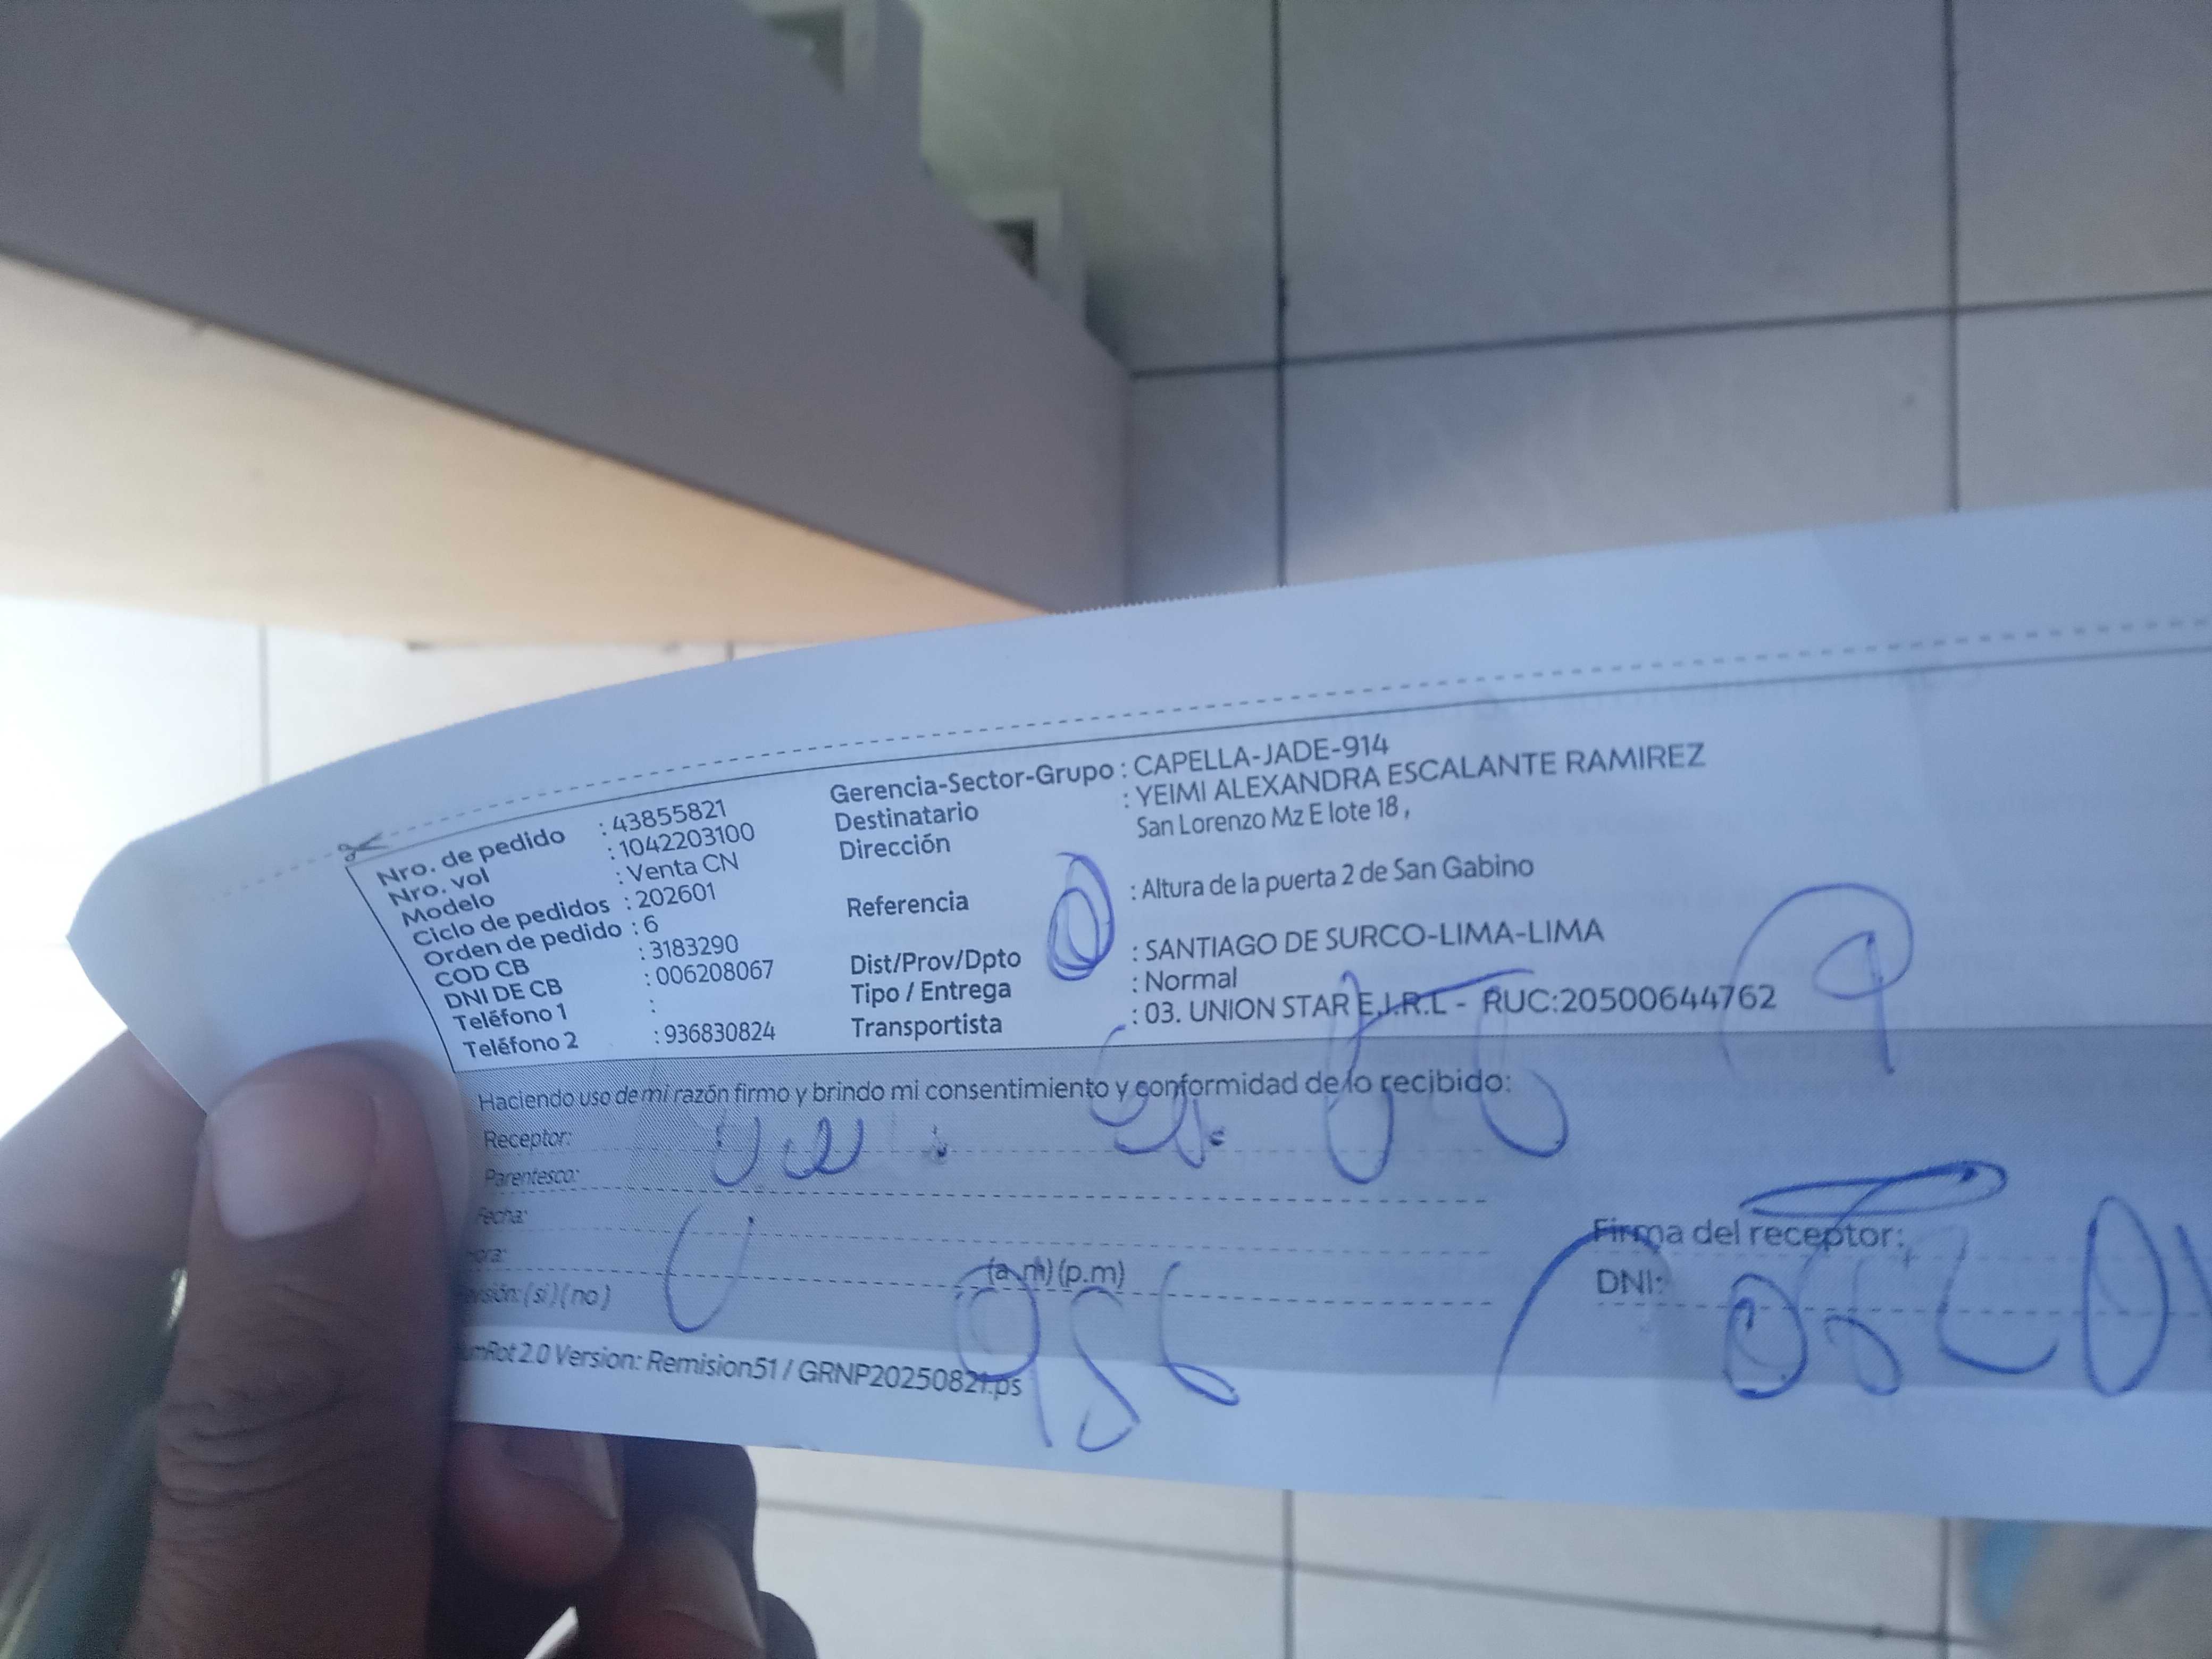 Nro. de pedido : 43855821
Nro. vol : 1042203100
Modelo : Venta CN
Ciclo de pedidos : 202601
Orden de pedido : 6
COD CB : 3183290
DNI DE CB : 006208067
Teléfono 1 :
Teléfono 2 : 936830824
Gerencia-Sector-Grupo : CAPELLA-JADE-914
Destinatario : YEIMI ALEXANDRA ESCALANTE RAMIREZ
Dirección San Lorenzo Mz E lote 18 ,
Referencia : Altura de la puerta 2 de San Gabino
Dist/Prov/Dpto : SANTIAGO DE SURCO-LIMA-LIMA
Tipo / Entrega : Normal
Transportista : 03. UNION STAR E.I.R.L - RUC:20500644762
Haciendo uso de mi razón firmo y brindo mi consentimiento y conformidad de lo recibido:
Receptor:
Parentesco:
Fecha:
(a.m) (p.m)
(si) (no)
Firma del receptor:
DNI:
2.0 Version: Remision51 / GRNP20250821.ps